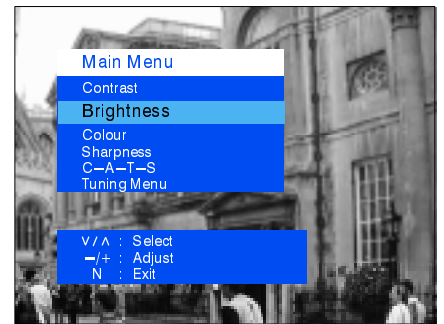 Main Menu
Contrast
Brightness
Colour
Sharpness
C—A—T—S
Tuning Menu
V/Λ : Select
—/+ : Adjust
N : Exit